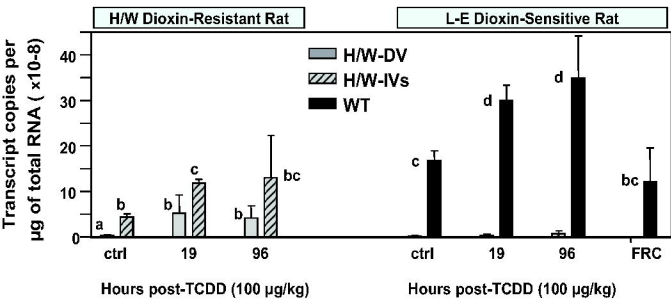 H/W Dioxin-Resistant Rat
L-E Dioxin-Sensitive Rat
Transcript copies per
µg of total RNA ( x10-8)
40
30
20
10
5
0
H/W-DV
H/W-IVs
WT
a
b
b
c
b
bc
c
d
d
bc
ctrl
19
96
ctrl
19
96
FRC
Hours post-TCDD (100 µg/kg)
Hours post-TCDD (100 µg/kg)